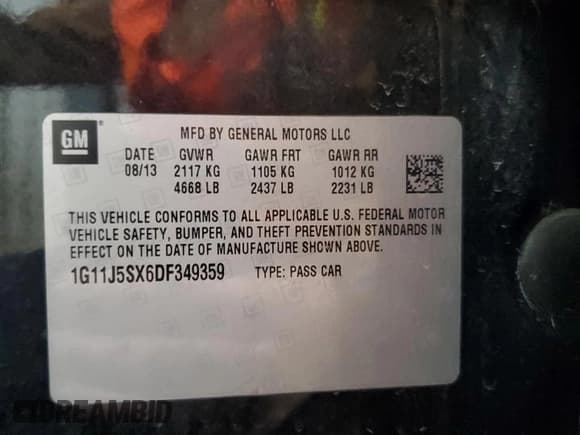 GM ®
MFD BY GENERAL MOTORS LLC
DATE GVWR GAWR FRT GAWR RR
08/13 2117 KG 1105 KG 1012 KG
4668 LB 2437 LB 2231 LB
THIS VEHICLE CONFORMS TO ALL APPLICABLE U.S. FEDERAL MOTOR
VEHICLE SAFETY, BUMPER, AND THEFT PREVENTION STANDARDS IN
EFFECT ON THE DATE OF MANUFACTURE SHOWN ABOVE.
1G11J5SX6DF349359 TYPE: PASS CAR
DREAMBID